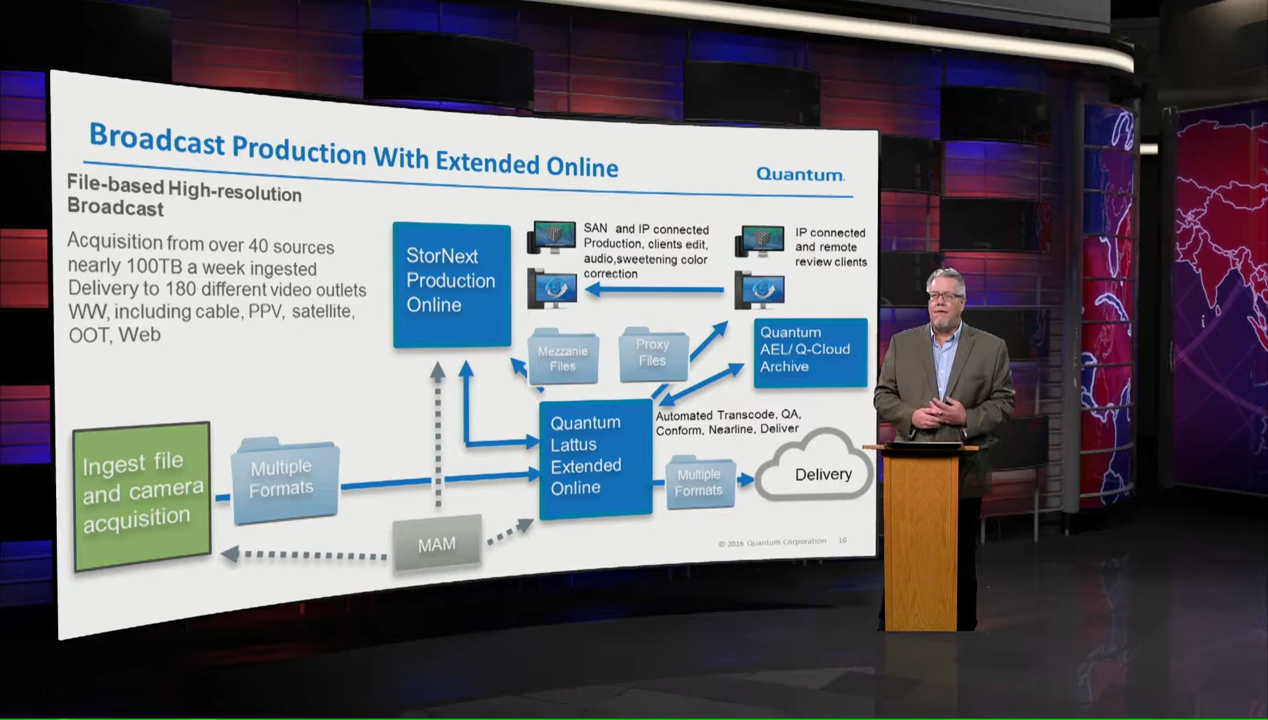 Broadcast Production With Extended Online
Quantum.
File-based High-resolution
Broadcast
Acquisition from over 40 sources
nearly 100TB a week ingested
Delivery to 180 different video outlets
WW, including cable, PPV, satellite,
OOT, Web
StorNext
Production
Online
SAN and IP connected
Production, clients edit,
audio,sweetening color
correction
IP connected
and remote
review clients
Mezzanie
Files
Proxy
Files
Quantum
AEL/ Q-Cloud
Archive
Ingest file
and camera
acquisition
Multiple
Formats
Quantum
Lattus
Extended
Online
Automated Transcode, QA,
Conform, Nearline, Deliver
Multiple
Formats
Delivery
MAM
© 2016 Quantum Corporation 16